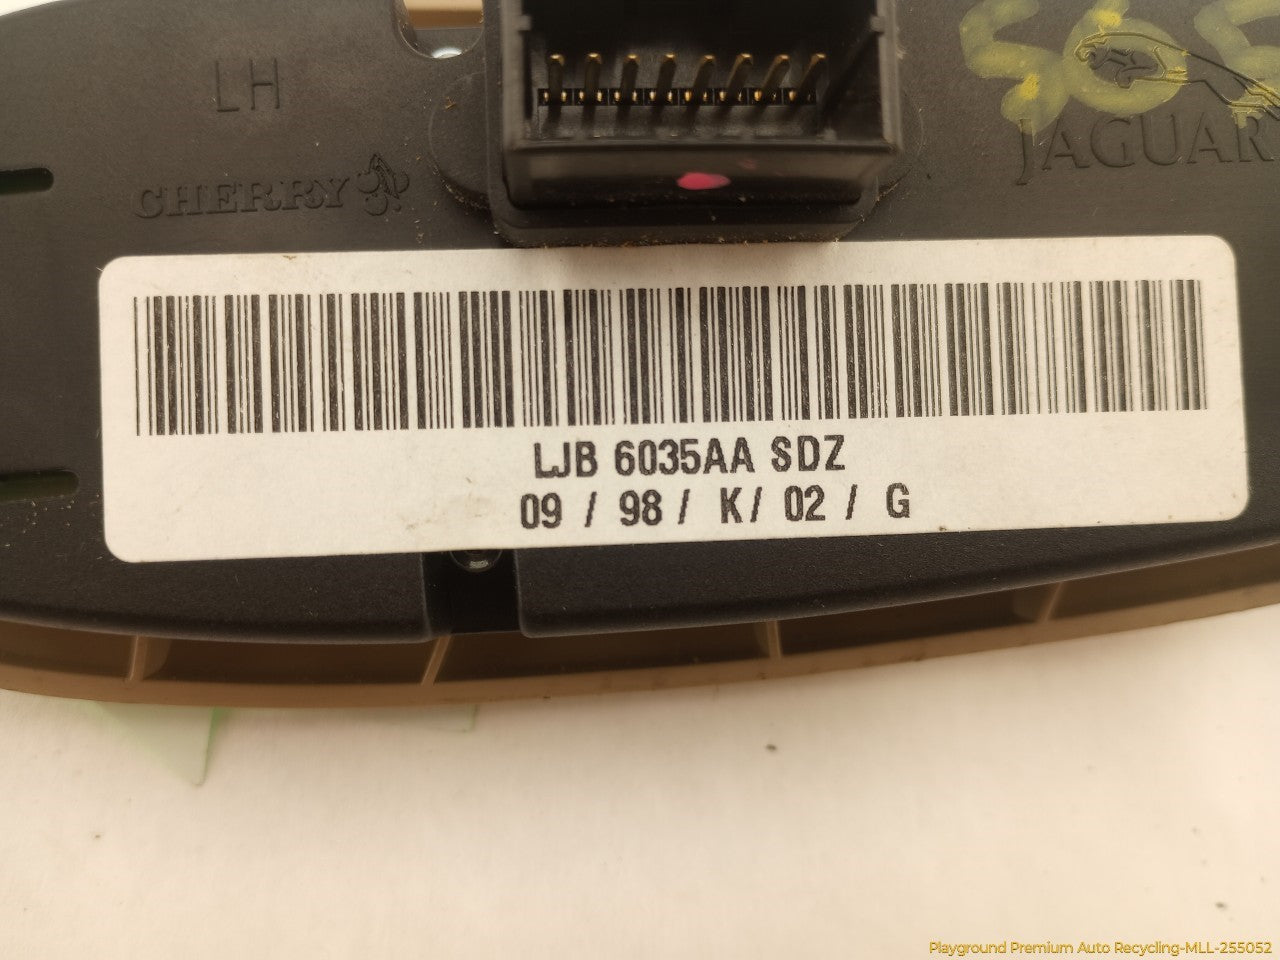 LH
CHERRY
JAGUAR
LJB 6035AA SDZ
09 / 98 / K/ 02 / G
Playground Premium Auto Recycling-MLL-255052